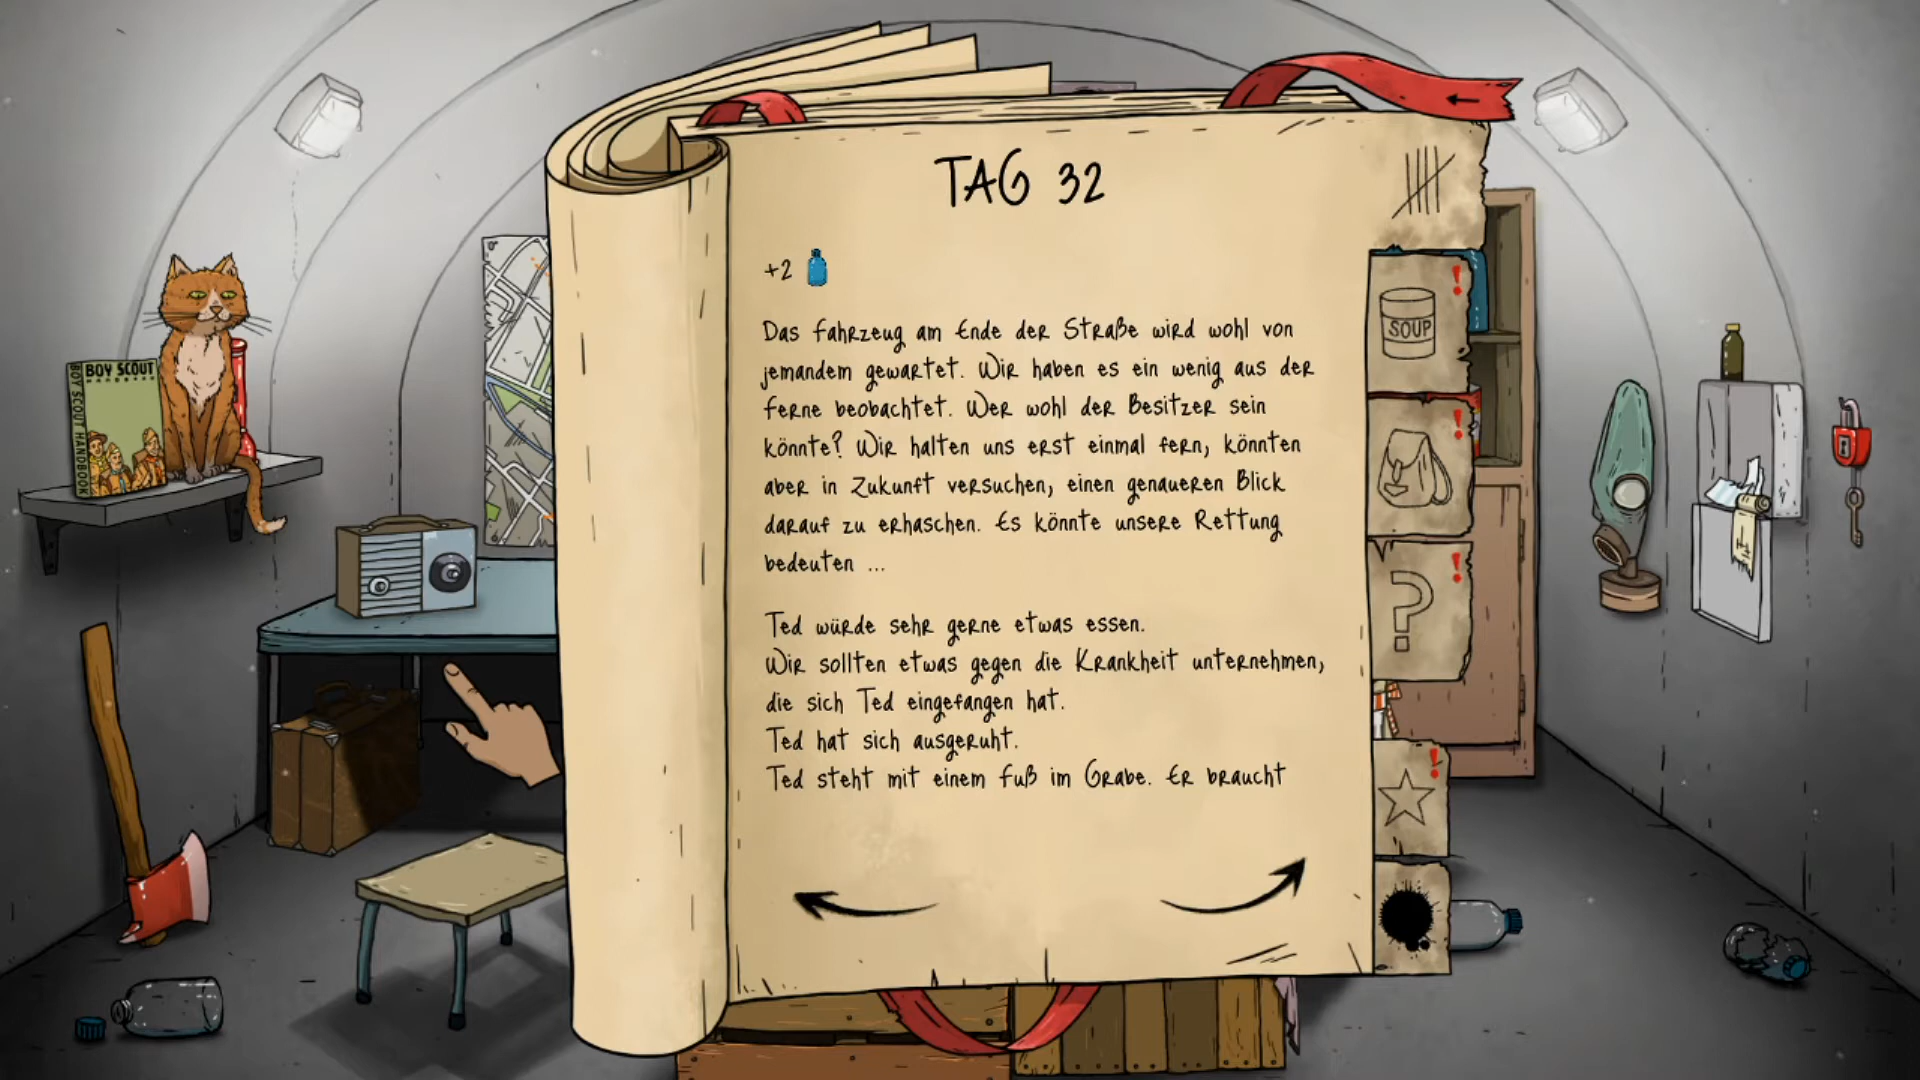 TAG 32
+2
Das Fahrzeug am Ende der Straße wird wohl von
jemandem gewartet. Wir haben es ein wenig aus der
Ferne beobachtet. Wer wohl der Besitzer sein
könnte? Wir halten uns erst einmal fern, könnten
aber in Zukunft versuchen, einen genaueren Blick
darauf zu erhaschen. Es könnte unsere Rettung
bedeuten ...
Ted würde sehr gerne etwas essen.
Wir sollten etwas gegen die Krankheit unternehmen,
die sich Ted eingefangen hat.
Ted hat sich ausgeruht.
Ted steht mit einem Fuß im Grabe. Er braucht
!
SOUP
!
!
?
!
BOY SCOUT
HANDBOOK
BOY SCOUT HANDBOOK